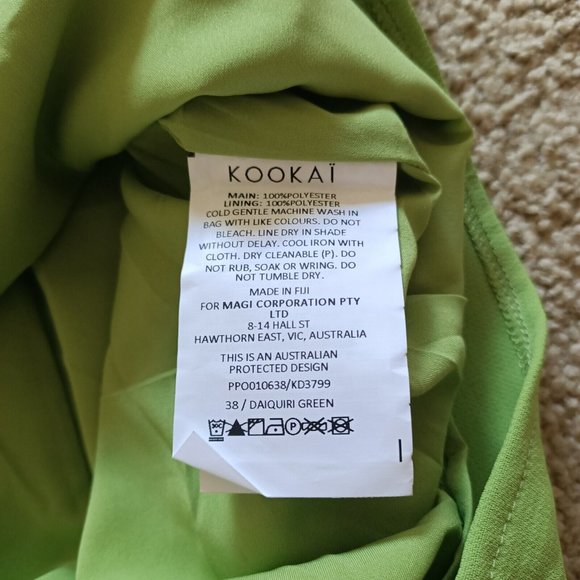 KOOKAÏ
MAIN: 100%POLYESTER
LINING: 100%POLYESTER
COLD GENTLE MACHINE WASH IN
BAG WITH LIKE COLOURS. DO NOT
BLEACH. LINE DRY IN SHADE
WITHOUT DELAY. COOL IRON WITH
CLOTH. DRY CLEANABLE (P). DO
NOT RUB, SOAK OR WRING. DO
NOT TUMBLE DRY.
MADE IN FIJI
FOR MAGI CORPORATION PTY
LTD
8-14 HALL ST
HAWTHORN EAST, VIC, AUSTRALIA
THIS IS AN AUSTRALIAN
PROTECTED DESIGN
PPO010638/KD3799
38 / DAIQUIRI GREEN